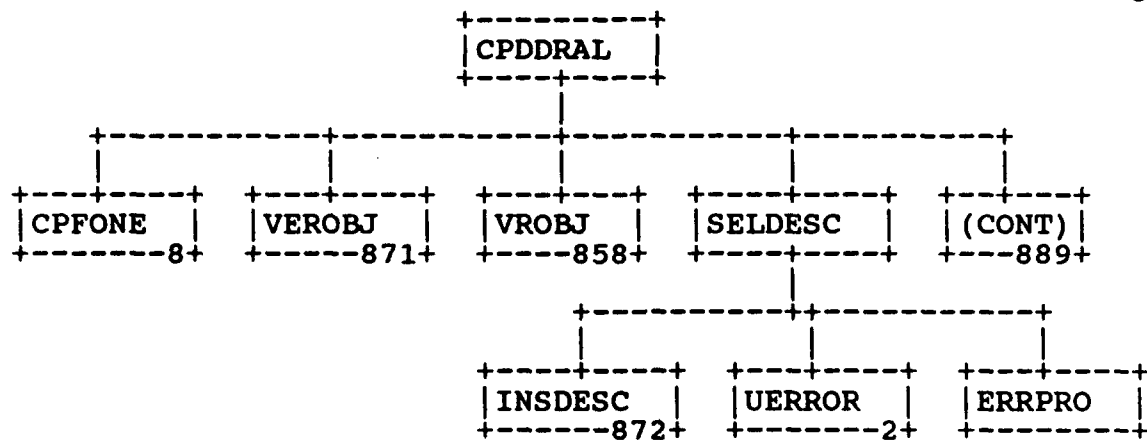 CPDDRAL
CPFONE VEROBJ VROBJ SELDESC (CONT)
8 871 858 889
INSDESC UERROR ERRPRO
872 2